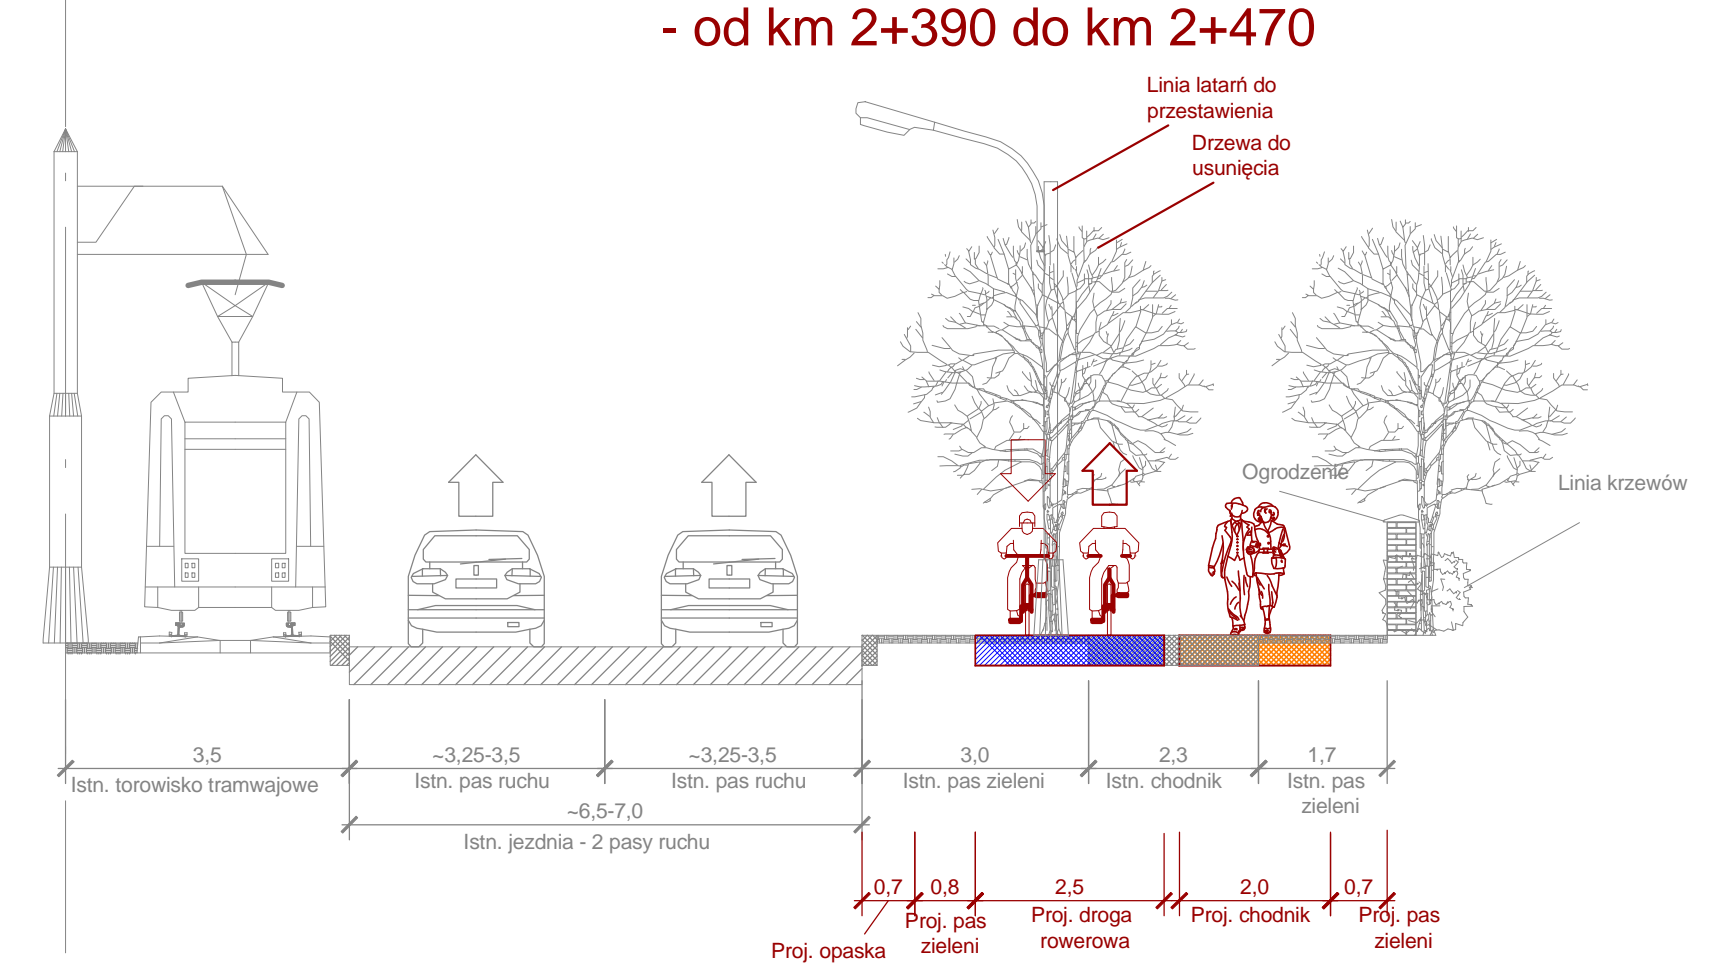 - od km 2+390 do km 2+470
Linia latarń do
przestawienia
Drzewa do
usunięcia
Ogrodzenie
Linia krzewów
3,5
Istn. torowisko tramwajowe
~3,25-3,5
Istn. pas ruchu
~3,25-3,5
Istn. pas ruchu
3,0
Istn. pas zieleni
2,3
Istn. chodnik
1,7
Istn. pas
zieleni
~6,5-7,0
Istn. jezdnia - 2 pasy ruchu
0,7
Proj. opaska
0,8
Proj. pas
zieleni
2,5
Proj. droga
rowerowa
2,0
Proj. chodnik
0,7
Proj. pas
zieleni